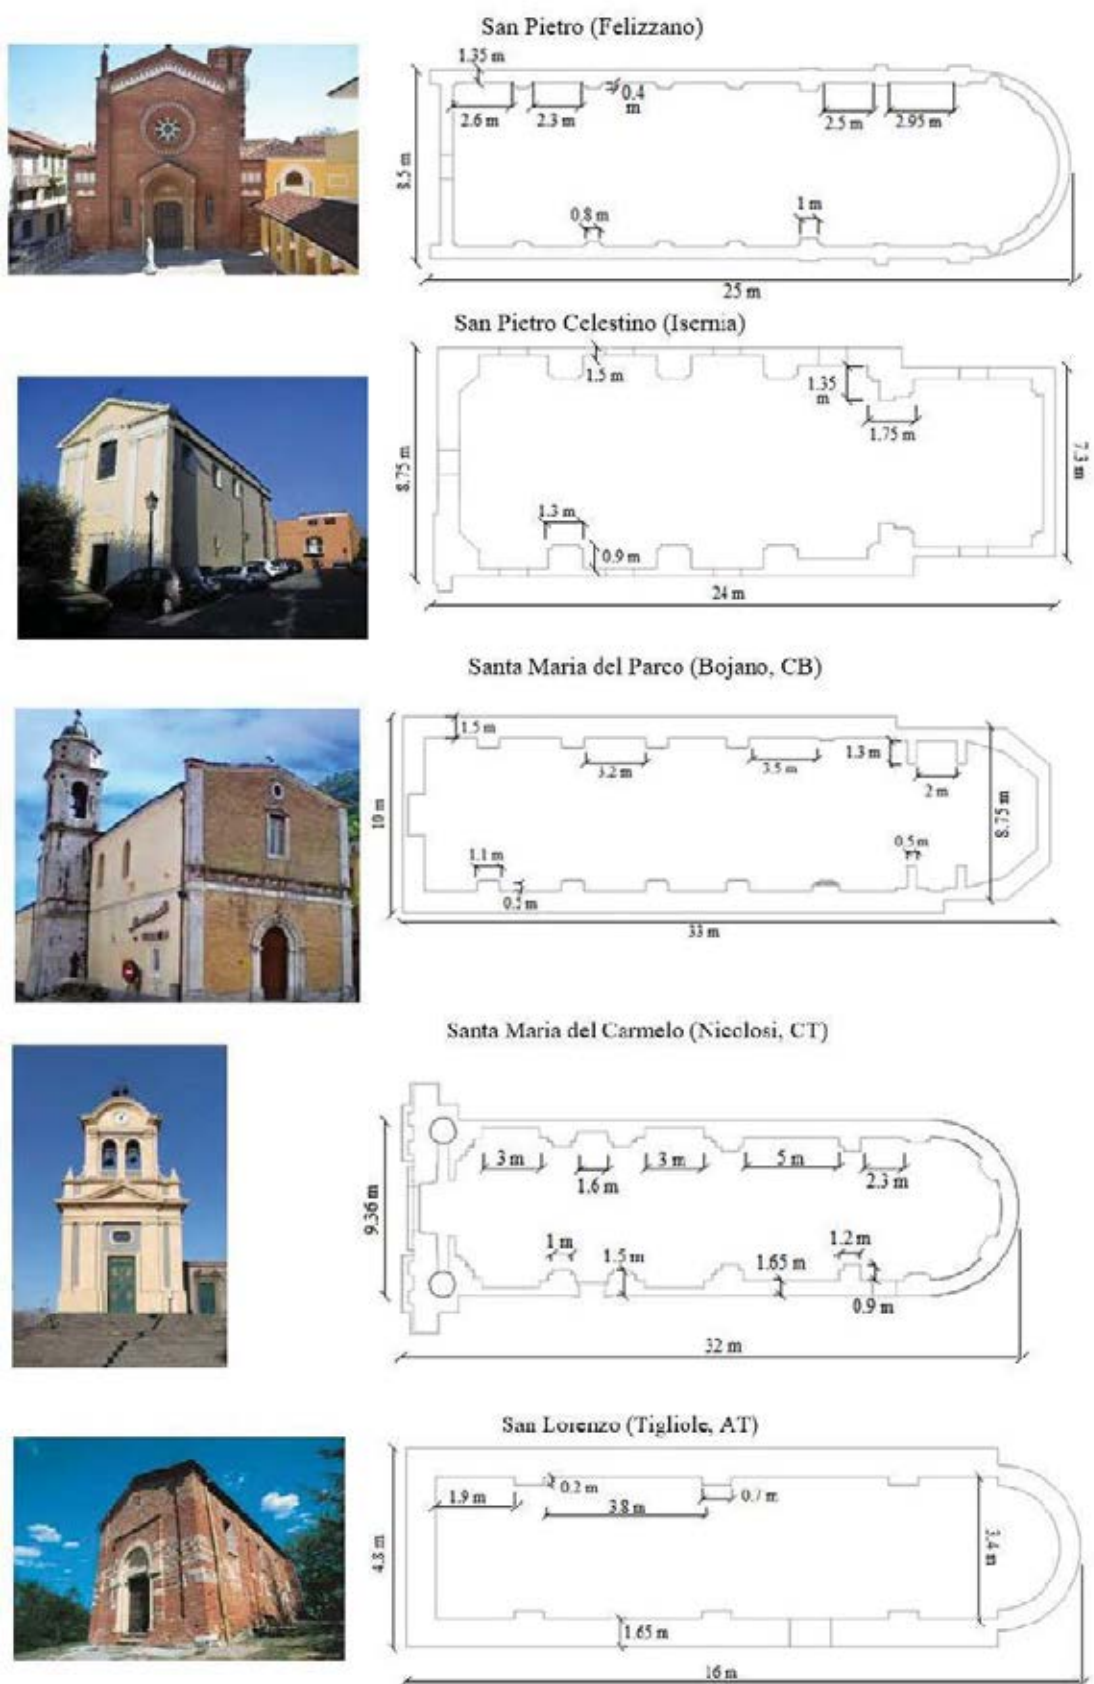 San Pietro (Felizzano)
1.35 m
0.4
m
2.6 m
2.3 m
2.5 m
2.95 m
8.5 m
0.8 m
1 m
25 m
San Pietro Celestino (Isernia)
1.5 m
1.35
m
1.75 m
8.75 m
7.3 m
1.3 m
0.9 m
24 m
Santa Maria del Parco (Bojano, CB)
1.5 m
3.2 m
3.5 m
1.3 m
2 m
10 m
8.75 m
1.1 m
0.5 m
0.5 m
33 m
Santa Maria del Carmelo (Nicolosi, CT)
3 m
1.6 m
3 m
5 m
2.3 m
9.36 m
1 m
1.5 m
1.65 m
1.2 m
0.9 m
32 m
San Lorenzo (Tigliole, AT)
1.9 m
0.2 m
3.8 m
0.7 m
4.8 m
3.4 m
1.65 m
16 m